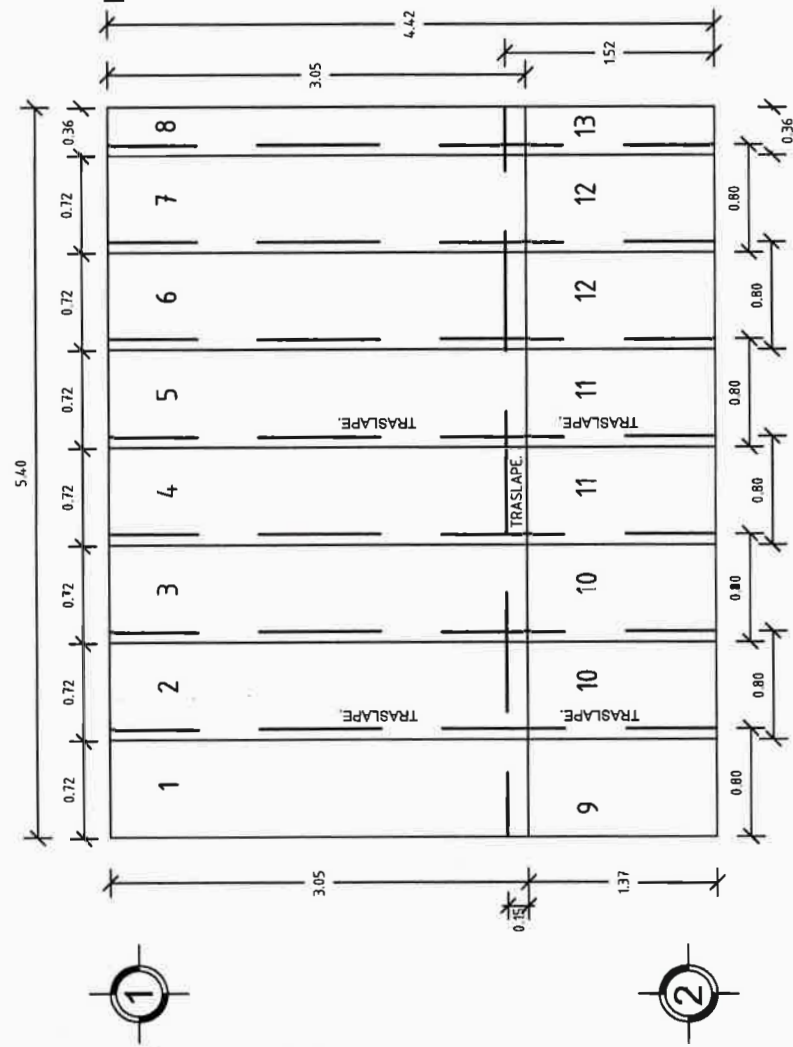 5.40
0.72 0.72 0.72 0.72 0.72 0.72 0.72 0.36
1 2 3 4 5 6 7 8
3.05
3.05
4.42
TRASLAPE.
TRASLAPE.
TRASLAPE.
0.15
1.52
1.37
9 10 10 11 11 12 12 13
TRASLAPE.
TRASLAPE.
0.80 0.80 0.80 0.80
0.80 0.80 0.80 0.36
1
2